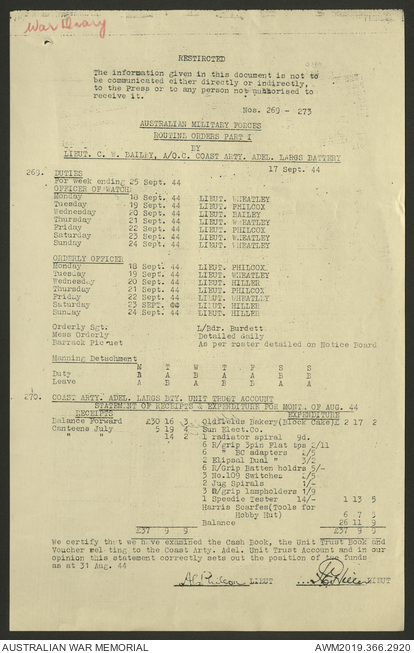 War Diary
RESTIRCTED
The information given in this document is not to
be communicated either directly or indirectly,
to the Press or to any person not authorised to
receive it.
Nos. 269 - 273
AUSTRALIAN MILITARY FORCES
ROUTINE ORDERS PART I
BY
LIEUT. C. W. BAILEY, A/O.C. COAST ARTY. ADEL. LARGS BATTERY
17 Sept. 44
269. DUTIES
For week ending 25 Sept. 44
OFFICER OF WATCH
Monday 18 Sept. 44 LIEUT. WHEATLEY
Tuesday 19 Sept. 44 LIEUT. PHILCOX
Wednesday 20 Sept. 44 LIEUT. BAILEY
Thursday 21 Sept. 44 LIEUT. WHEATLEY
Friday 22 Sept. 44 LIEUT. PHILCOX
Saturday 23 Sept. 44 LIEUT. WHEATLEY
Sunday 24 Sept. 44 LIEUT. WHEATLEY
ORDERLY OFFICER
Monday 18 Sept. 44 LIEUT. PHILCOX
Tuesday 19 Sept. 44 LIEUT. WHEATLEY
Wednesday 20 Sept. 44 LIEUT. HILLER
Thursday 21 Sept. 44 LIEUT. PHILCOX
Friday 22 Sept. 44 LIEUT. WHEATLEY
Saturday 23 SEPT. 44 LIEUT. HILLER
Sunday 24 Sept. 44 LIEUT. HILLER
Orderly Sgt. L/Bdr. Burdett
Mess Orderly Detailed daily
Barrack Picquet As per roster detailed on Notice Board
Manning Detachment
M T W T F S S
Duty B A B A A B B
Leave A B A B B A A
270. COAST ARTY. ADEL. LARGS BTY. UNIT TRUST ACCOUNT
STATEMENT OF RECEIPTS & EXPENDITURE FOR MONTH OF AUG. 44
RECEIPTS EXPENDITURE
Balance Forward £30 16 3 Oldfields Bakery(Block Cake)£ 2 17 2
Canteens July 5 19 4 Sun Elect.Co.
" " 14 2 1 radiator spiral 9d.
6 R/grip 3pin Flat tps 2/11
6 " BC adapters
2 Elipsal Dual " 3/2
6 R/grip Batten holdrs 5/-
3 No.109 Switches
2 Jug Spirals 1/-
3 R/grip lampholders 1/9
1 Speedie Tester 14/- 1 13 5
Harris Scarfes(Tools for
Hobby Hut) 6 7 5
Balance 26 11 9
£37 9 9 £37 9 9
We certify that we have examined the Cash Book, the Unit Trust Book and
Voucher relating to the Coast Arty. Adel. Unit Trust Account and in our
opinion this statement correctly sets out the position of the funds
as at 31 Aug. 44
LIEUT LIEUT
AUSTRALIAN WAR MEMORIAL
AWM2019.366.2920